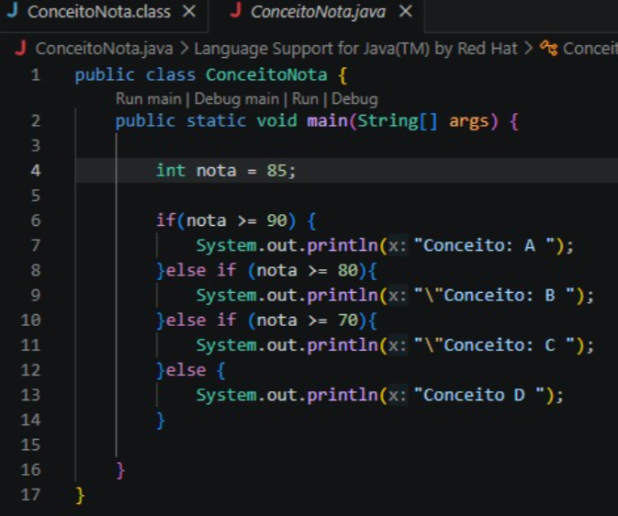 ConceitoNota.class ConceitoNota.java
ConceitoNota.java > Language Support for Java(TM) by Red Hat > Conceit
1 public class ConceitoNota {
Run main | Debug main | Run | Debug
2 public static void main(String[] args) {
3
4 int nota = 85;
5
6 if(nota >= 90) {
7 System.out.println(x: "Conceito: A ");
8 }else if (nota >= 80){
9 System.out.println(x: "\"Conceito: B ");
10 }else if (nota >= 70){
11 System.out.println(x: "\"Conceito: C ");
12 }else {
13 System.out.println(x: "Conceito D ");
14 }
15
16 }
17 }